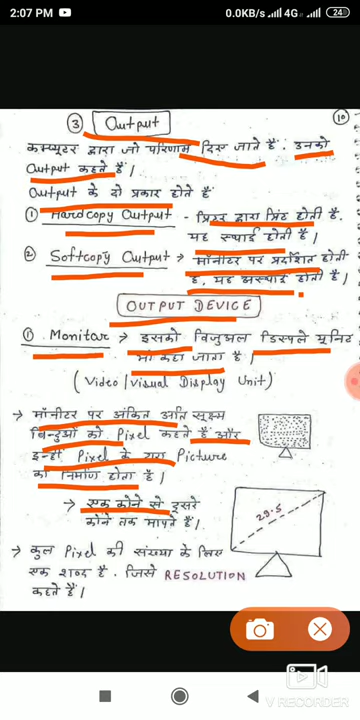 2:07 PM 0.0KB/s 4G 24
10
③ Output
कम्प्यूटर द्वारा जो परिणाम दिए जाते हैं. उनको
Output कहते हैं।
Output के दो प्रकार होते हैं
① Hardcopy Output - प्रिंटर द्वारा प्रिंट होती है.
यह स्थाई होती है।
② Softcopy Output → मॉनीटर पर प्रदर्शित होती
है. यह अस्थाई होती है।
OUTPUT DEVICE
① Monitar → इसको विजुअल डिसप्ले यूनिट
भी कहा जाता है।
(Video/Visual Display Unit)
→ मॉनीटर पर अंकित अति सूक्ष्म
बिन्दुओं को Pixel कहते हैं और
इन्हीं Pixel के द्वारा Picture
का निर्माण होता है।
→ एक कोने से दूसरे
कोने तक मापते हैं।
29.5
→ कुल Pixel की संख्या के लिए
एक शब्द है. जिसे RESOLUTION
कहते हैं।
V RECORDER